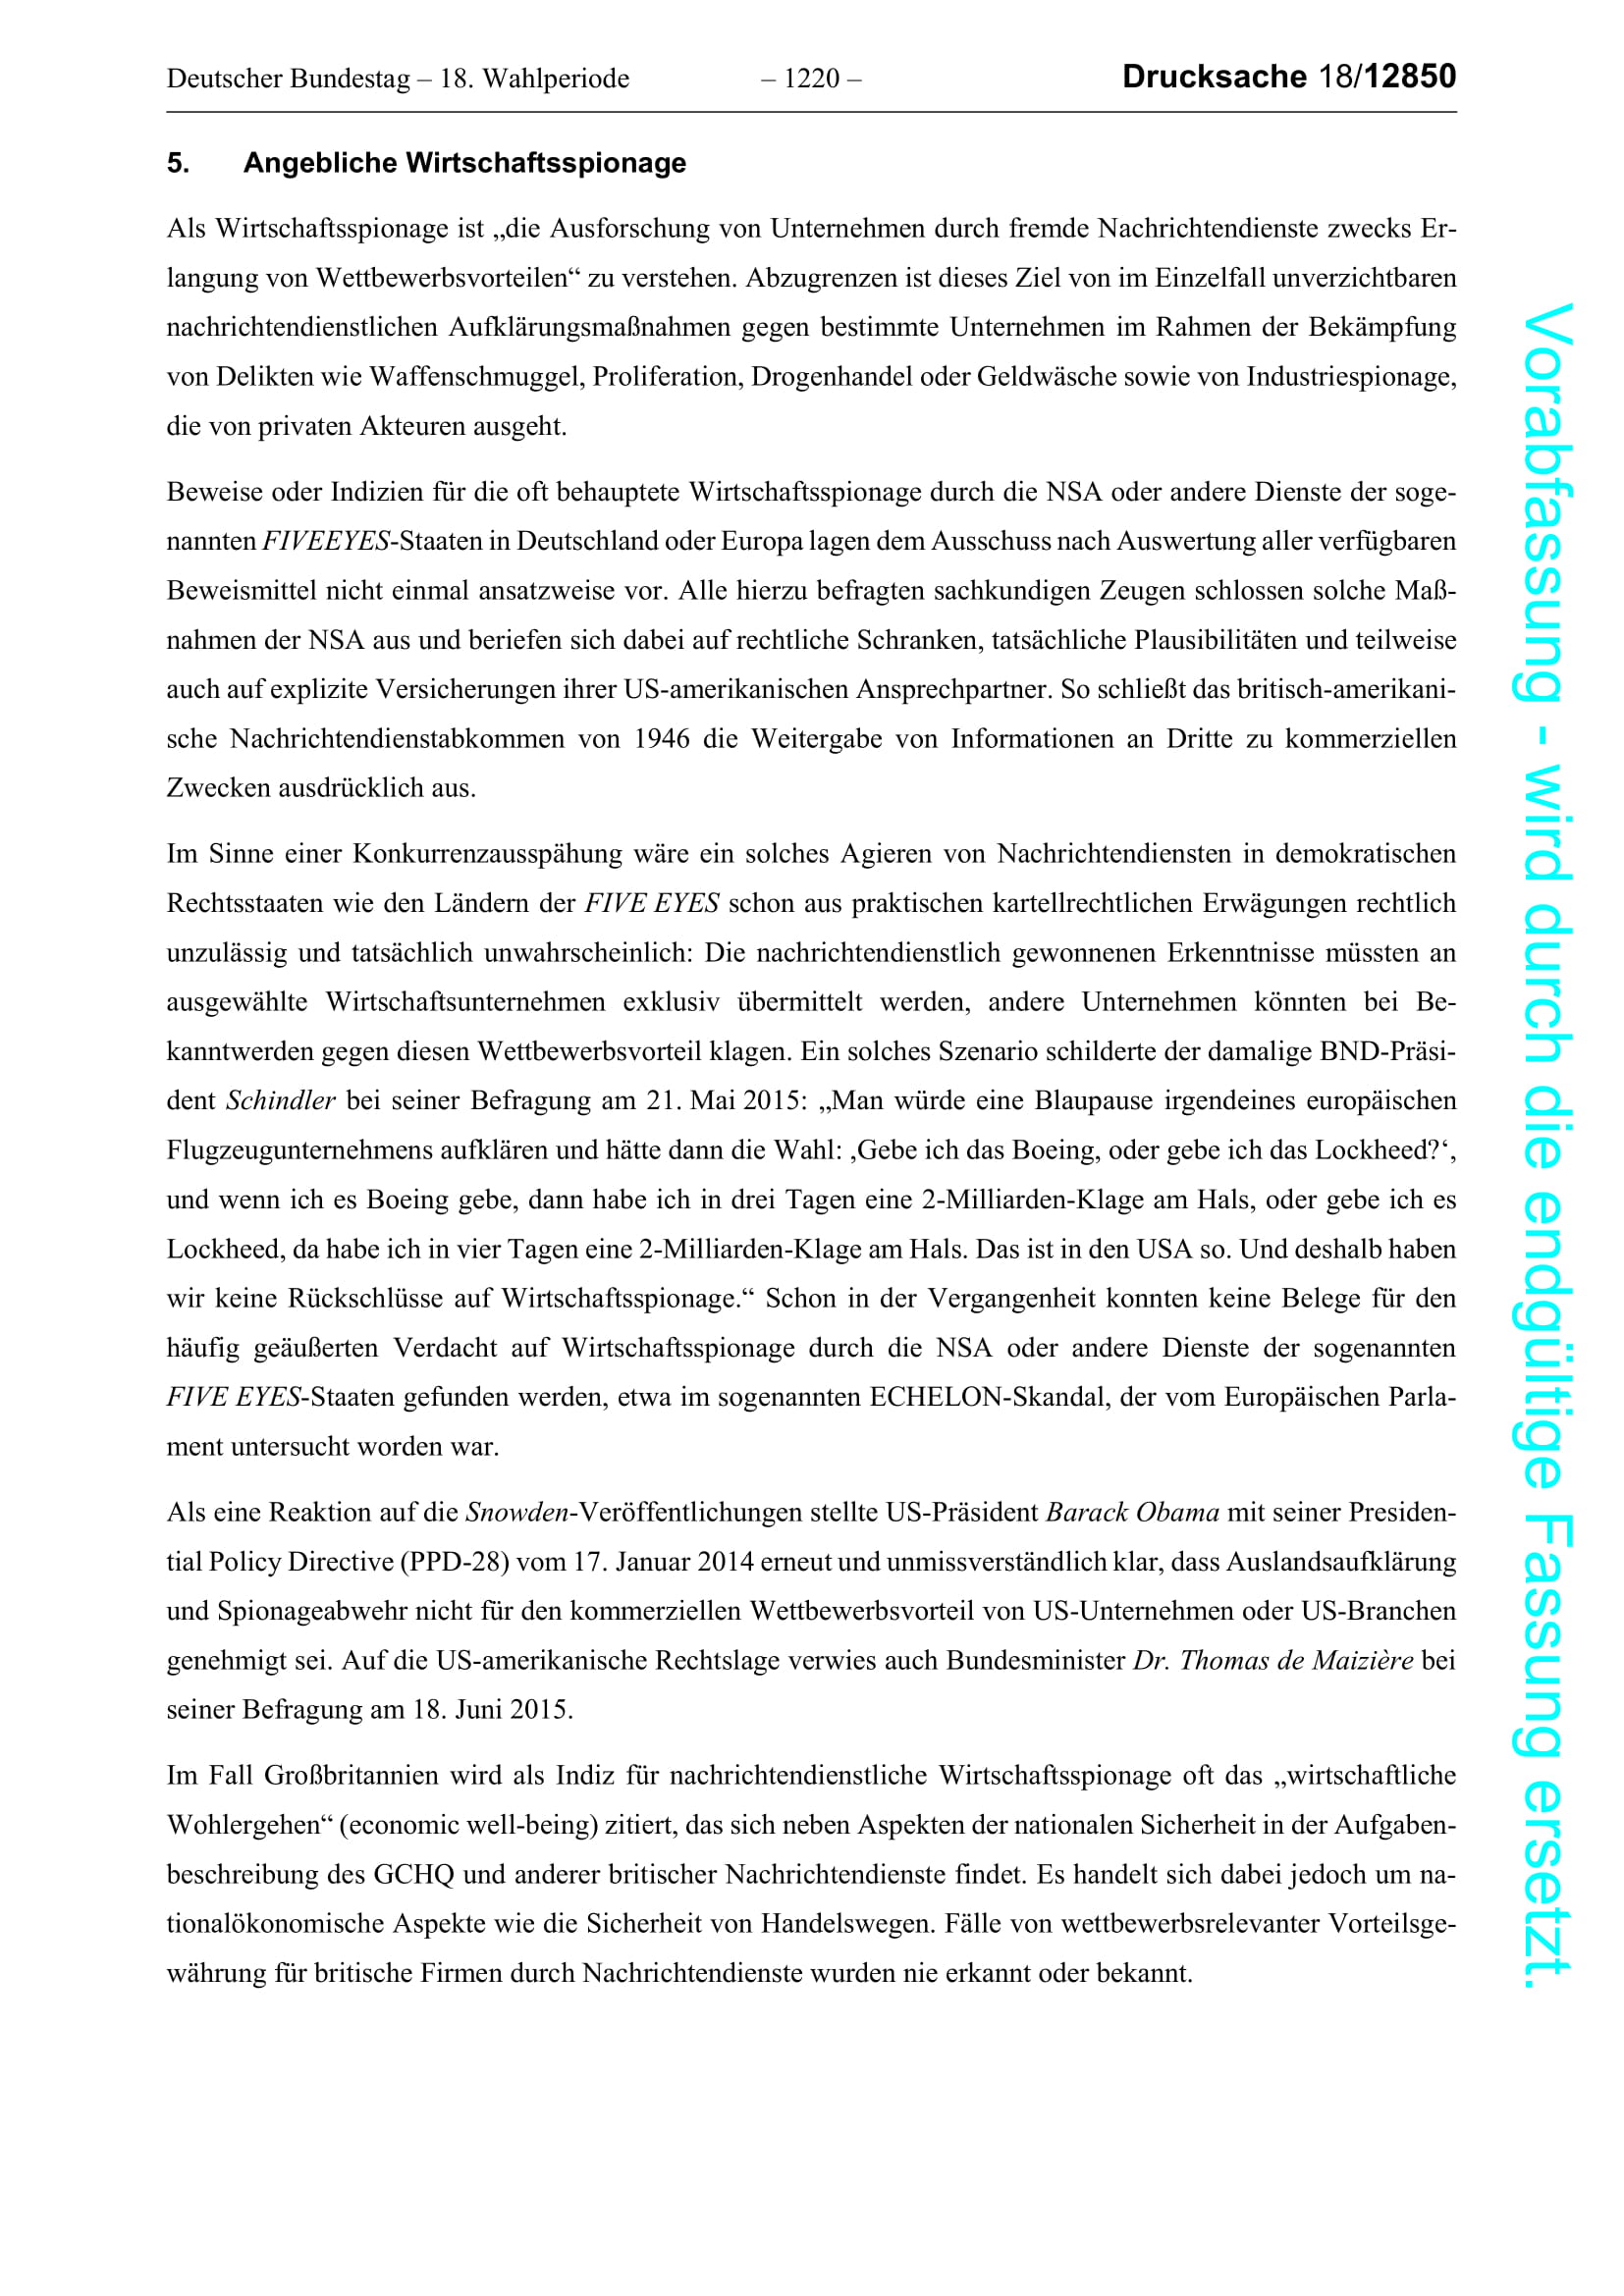 Deutscher Bundestag – 18. Wahlperiode – 1220 – Drucksache 18/12850
5. Angebliche Wirtschaftsspionage
Als Wirtschaftsspionage ist „die Ausforschung von Unternehmen durch fremde Nachrichtendienste zwecks Er-
langung von Wettbewerbsvorteilen“ zu verstehen. Abzugrenzen ist dieses Ziel von im Einzelfall unverzichtbaren
nachrichtendienstlichen Aufklärungsmaßnahmen gegen bestimmte Unternehmen im Rahmen der Bekämpfung
von Delikten wie Waffenschmuggel, Proliferation, Drogenhandel oder Geldwäsche sowie von Industriespionage,
die von privaten Akteuren ausgeht.
Beweise oder Indizien für die oft behauptete Wirtschaftsspionage durch die NSA oder andere Dienste der soge-
nannten FIVEEYES-Staaten in Deutschland oder Europa lagen dem Ausschuss nach Auswertung aller verfügbaren
Beweismittel nicht einmal ansatzweise vor. Alle hierzu befragten sachkundigen Zeugen schlossen solche Maß-
nahmen der NSA aus und beriefen sich dabei auf rechtliche Schranken, tatsächliche Plausibilitäten und teilweise
auch auf explizite Versicherungen ihrer US-amerikanischen Ansprechpartner. So schließt das britisch-amerikani-
sche Nachrichtendienstabkommen von 1946 die Weitergabe von Informationen an Dritte zu kommerziellen
Zwecken ausdrücklich aus.
Im Sinne einer Konkurrenzausspähung wäre ein solches Agieren von Nachrichtendiensten in demokratischen
Rechtsstaaten wie den Ländern der FIVE EYES schon aus praktischen kartellrechtlichen Erwägungen rechtlich
unzulässig und tatsächlich unwahrscheinlich: Die nachrichtendienstlich gewonnenen Erkenntnisse müssten an
ausgewählte Wirtschaftsunternehmen exklusiv übermittelt werden, andere Unternehmen könnten bei Be-
kanntwerden gegen diesen Wettbewerbsvorteil klagen. Ein solches Szenario schilderte der damalige BND-Präsi-
dent Schindler bei seiner Befragung am 21. Mai 2015: „Man würde eine Blaupause irgendeines europäischen
Flugzeugunternehmens aufklären und hätte dann die Wahl: ‚Gebe ich das Boeing, oder gebe ich das Lockheed?‘,
und wenn ich es Boeing gebe, dann habe ich in drei Tagen eine 2-Milliarden-Klage am Hals, oder gebe ich es
Lockheed, da habe ich in vier Tagen eine 2-Milliarden-Klage am Hals. Das ist in den USA so. Und deshalb haben
wir keine Rückschlüsse auf Wirtschaftsspionage.“ Schon in der Vergangenheit konnten keine Belege für den
häufig geäußerten Verdacht auf Wirtschaftsspionage durch die NSA oder andere Dienste der sogenannten
FIVE EYES-Staaten gefunden werden, etwa im sogenannten ECHELON-Skandal, der vom Europäischen Parla-
ment untersucht worden war.
Als eine Reaktion auf die Snowden-Veröffentlichungen stellte US-Präsident Barack Obama mit seiner Presiden-
tial Policy Directive (PPD-28) vom 17. Januar 2014 erneut und unmissverständlich klar, dass Auslandsaufklärung
und Spionageabwehr nicht für den kommerziellen Wettbewerbsvorteil von US-Unternehmen oder US-Branchen
genehmigt sei. Auf die US-amerikanische Rechtslage verwies auch Bundesminister Dr. Thomas de Maizière bei
seiner Befragung am 18. Juni 2015.
Im Fall Großbritannien wird als Indiz für nachrichtendienstliche Wirtschaftsspionage oft das „wirtschaftliche
Wohlergehen“ (economic well-being) zitiert, das sich neben Aspekten der nationalen Sicherheit in der Aufgaben-
beschreibung des GCHQ und anderer britischer Nachrichtendienste findet. Es handelt sich dabei jedoch um na-
tionalökonomische Aspekte wie die Sicherheit von Handelswegen. Fälle von wettbewerbsrelevanter Vorteilsge-
währung für britische Firmen durch Nachrichtendienste wurden nie erkannt oder bekannt.
Vorabfassung - wird durch die endgültige Fassung ersetzt.